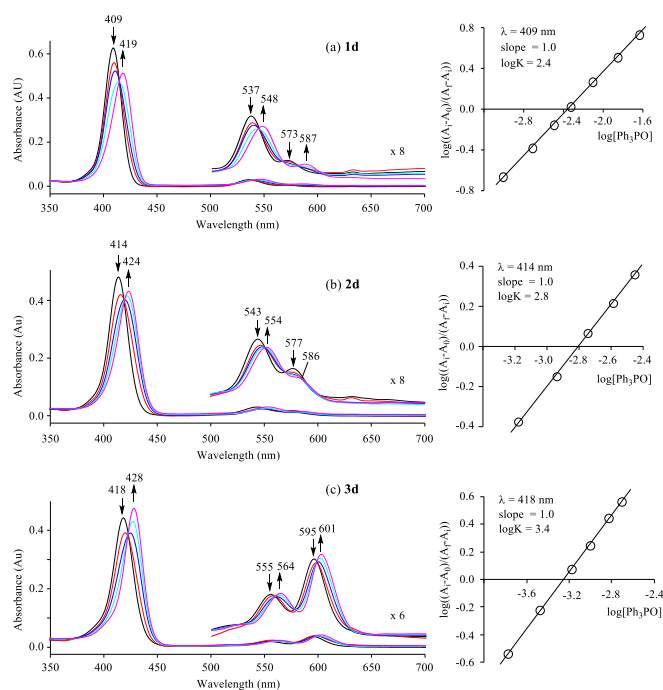 409
419
(a) 1d
537
548
573
587
x 8
0.6
0.4
0.2
0.0
Absorbance (AU)
350 400 450 500 550 600 650 700
Wavelength (nm)
λ = 409 nm
slope = 1.0
logK = 2.4
0.8
0.4
0.0
-0.4
-0.8
-2.8 -2.4 -2.0 -1.6
log[Ph3PO]
log((Ai-A0)/(Af-Ai))
414
424
(b) 2d
543
554
577
586
x 8
0.4
0.2
0.0
Absorbance (Au)
350 400 450 500 550 600 650 700
Wavelength (nm)
λ = 414 nm
slope = 1.0
logK = 2.8
0.4
0.2
0.0
-0.2
-0.4
-3.2 -3.0 -2.8 -2.6 -2.4
log[Ph3PO]
log((Ai-A0)/(Af-Ai))
418
428
(c) 3d
555
564
595
601
x 6
0.4
0.2
0.0
Absorbance (Au)
350 400 450 500 550 600 650 700
Wavelength (nm)
λ = 418 nm
slope = 1.0
logK = 3.4
0.6
0.4
0.2
0.0
-0.2
-0.4
-0.6
-3.6 -3.2 -2.8 -2.4
log[Ph3PO]
log((Ai-A0)/(Af-Ai))